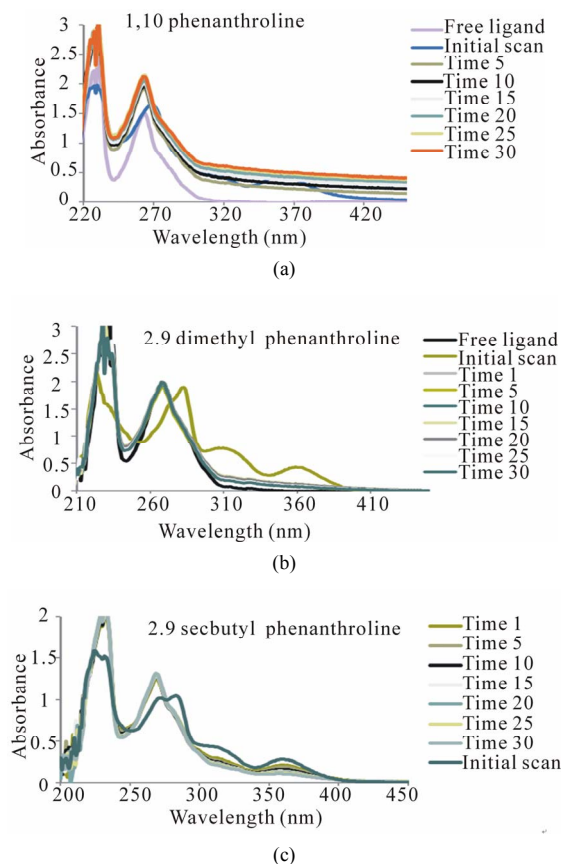 1,10 phenanthroline
Absorbance
3
2.5
2
1.5
1
0.5
0
220 270 320 370 420
Wavelength (nm)
Free ligand
Initial scan
Time 5
Time 10
Time 15
Time 20
Time 25
Time 30
(a)
2.9 dimethyl phenanthroline
Absorbance
3
2.5
2
1.5
1
0.5
0
210 260 310 360 410
Wavelength (nm)
Free ligand
Initial scan
Time 1
Time 5
Time 10
Time 15
Time 20
Time 25
Time 30
(b)
2.9 secbutyl phenanthroline
Absorbance
2
1.5
1
0.5
0
200 250 300 350 400 450
Wavelength (nm)
Time 1
Time 5
Time 10
Time 15
Time 20
Time 25
Time 30
Initial scan
(c)